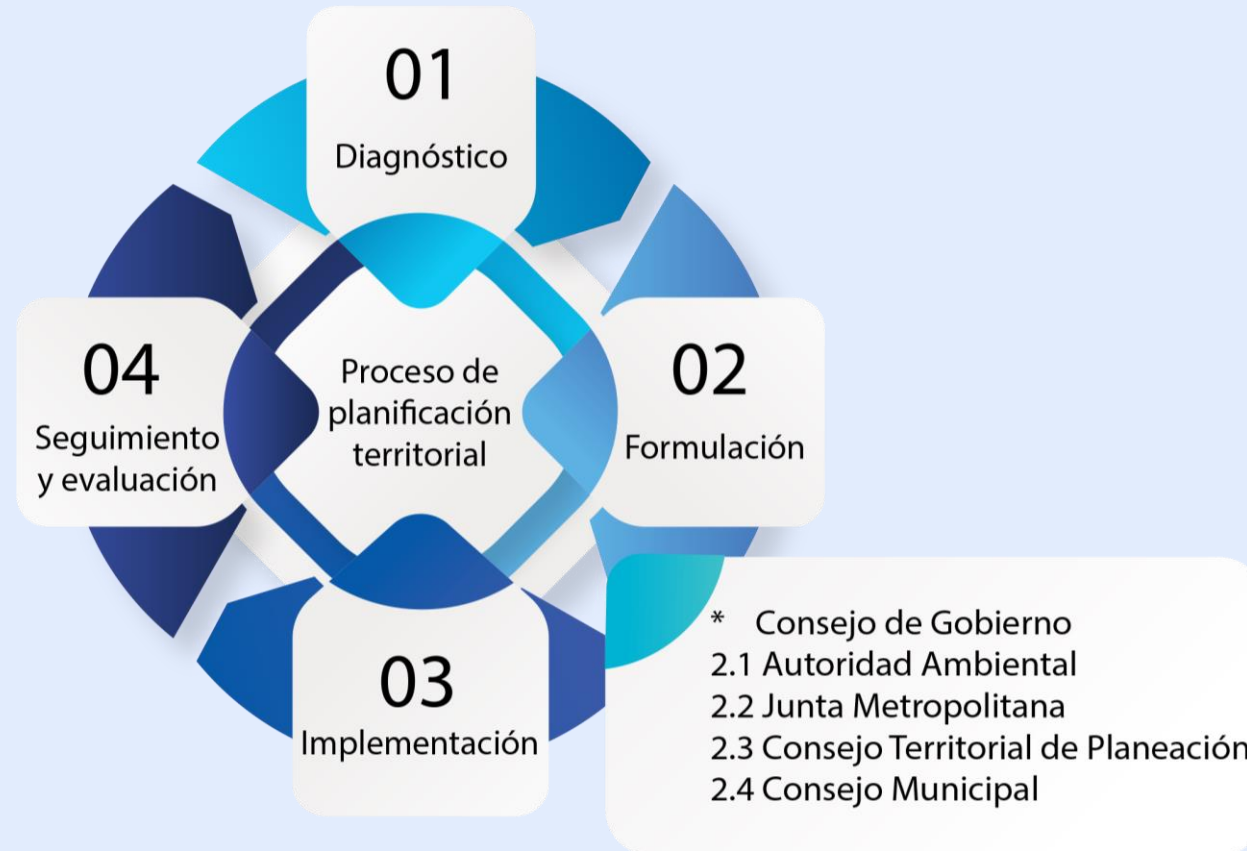 01
Diagnóstico
02
Formulación
03
Implementación
04
Seguimiento
y evaluación
Proceso de
planificación
territorial
* Consejo de Gobierno
2.1 Autoridad Ambiental
2.2 Junta Metropolitana
2.3 Consejo Territorial de Planeación
2.4 Consejo Municipal